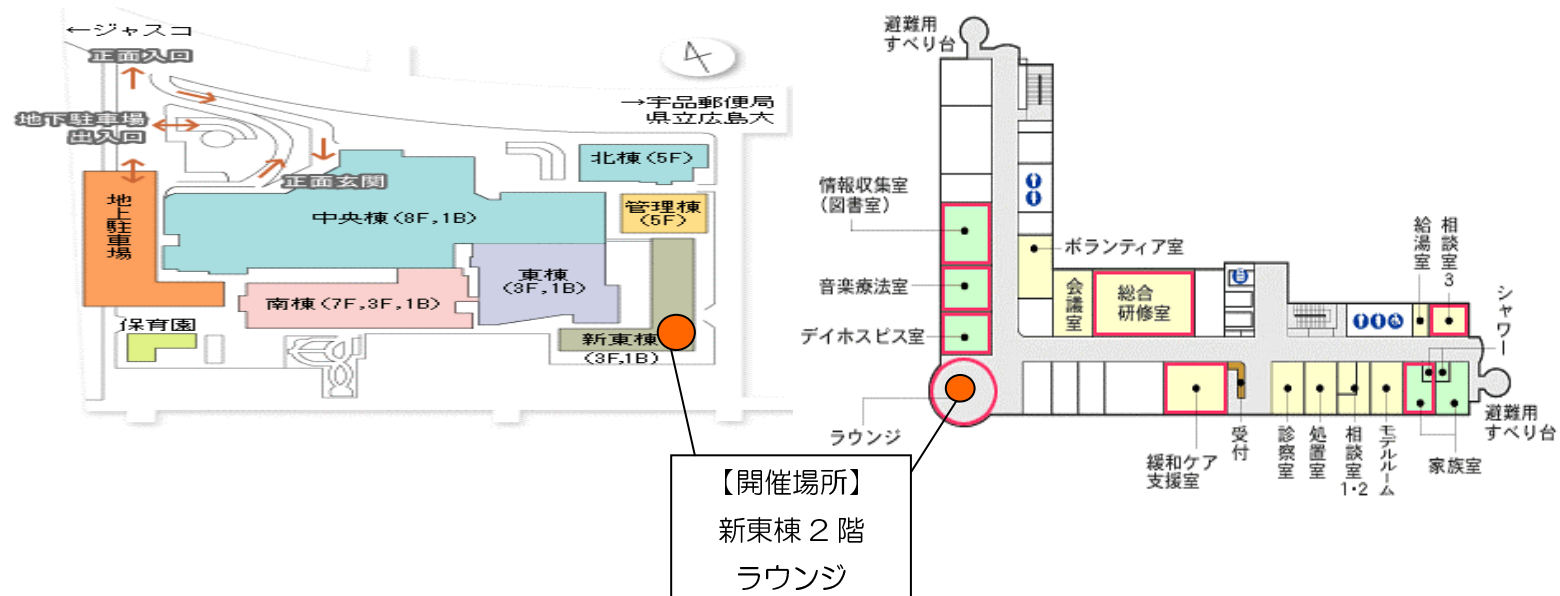 ←ジャスコ
正面入口
地下駐車場
出入口
→宇品郵便局
県立広島大
北棟(5F)
管理棟
(5F)
正面玄関
中央棟(8F,1B)
地上駐車場
東棟
(3F,1B)
南棟(7F,3F,1B)
保育園
新東棟
(3F,1B)
避難用
すべり台
情報収集室
(図書室)
ボランティア室
音楽療法室
会議室
総合
研修室
給湯室
相談室3
シャワー
デイホスピス室
ラウンジ
緩和ケア
支援室
受付
診察室
処置室
相談室
1・2
モデルルーム
家族室
避難用
すべり台
【開催場所】
新東棟2階
ラウンジ